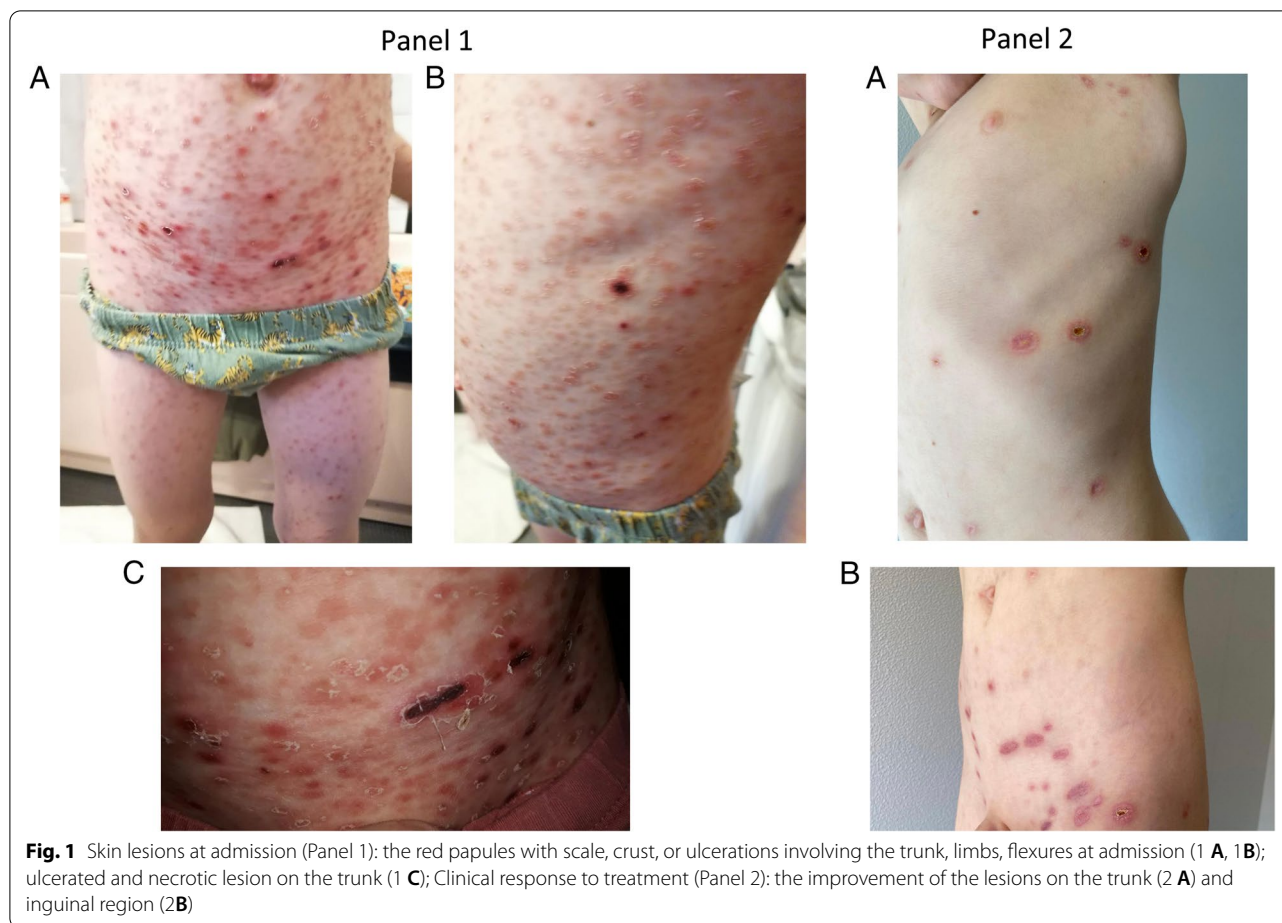 Panel 1
Panel 2
A
B
A
C
B
Fig. 1 Skin lesions at admission (Panel 1): the red papules with scale, crust, or ulcerations involving the trunk, limbs, flexures at admission (1 A, 1B);
ulcerated and necrotic lesion on the trunk (1 C); Clinical response to treatment (Panel 2): the improvement of the lesions on the trunk (2 A) and
inguinal region (2B)